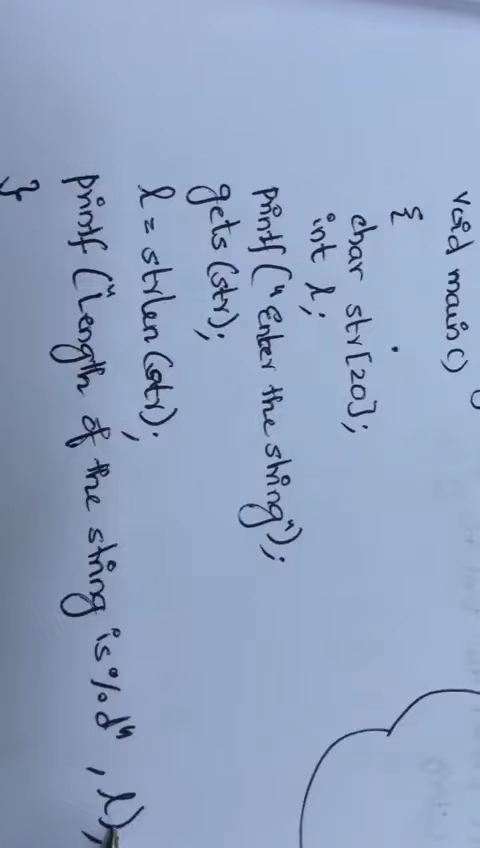 void main()
{
char str[20];
int l;
printf("Enter the string");
gets(str);
l = strlen(str);
printf("Length of the string is %d", l);
}